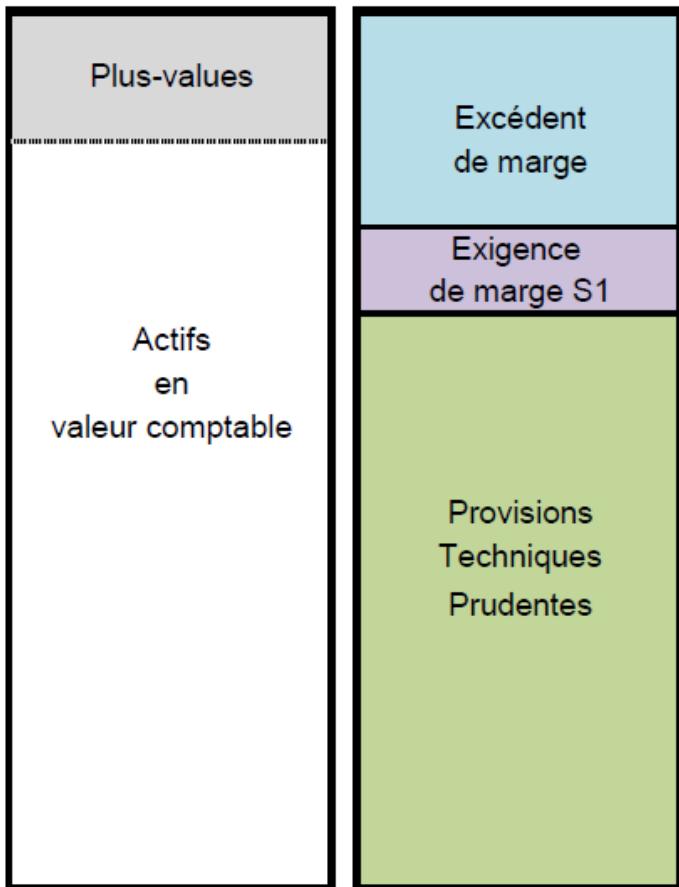 Plus-values
Actifs
en
valeur comptable
Excédent
de marge
Exigence
de marge S1
Provisions
Techniques
Prudentes